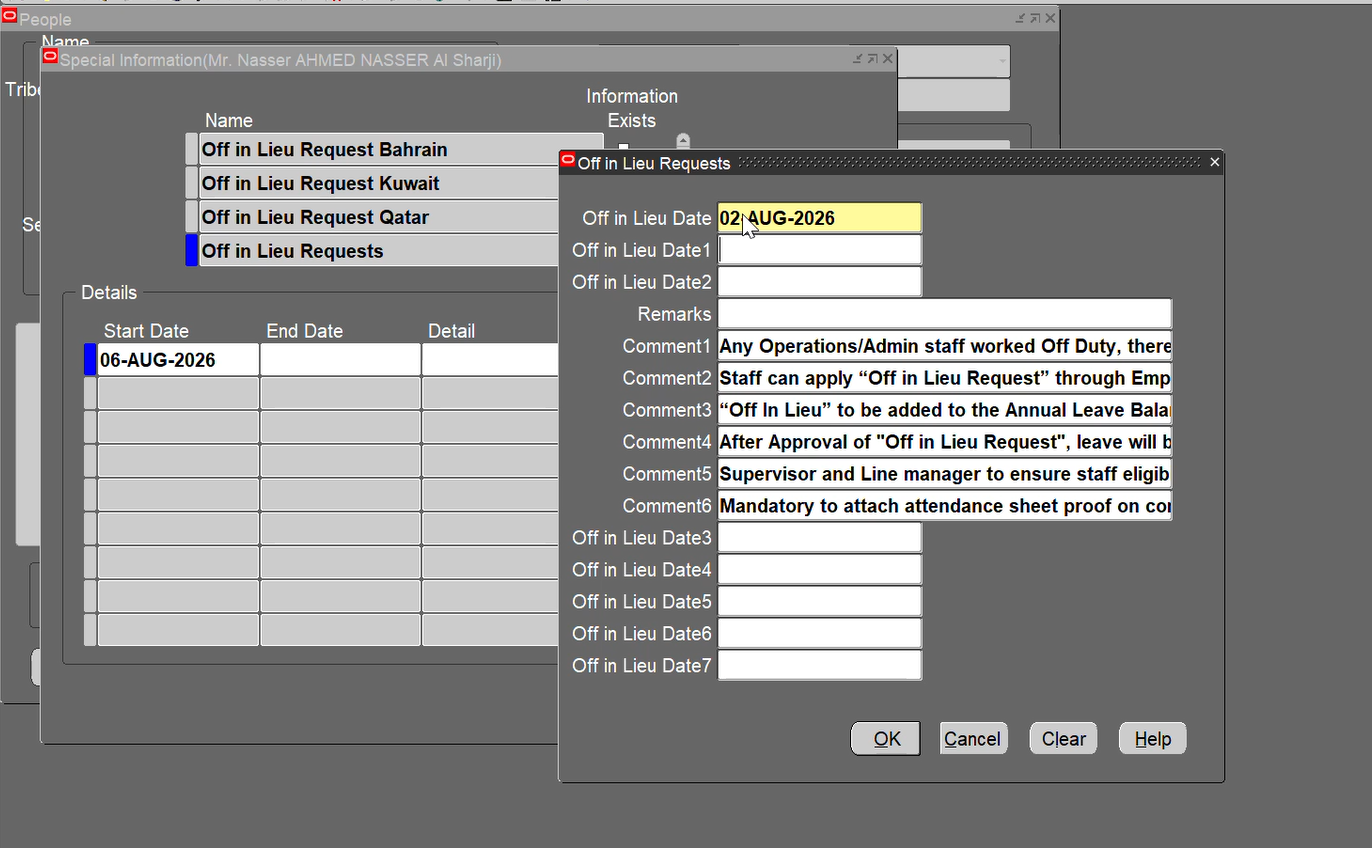 People
Name
Special Information(Mr. Nasser AHMED NASSER Al Sharji)
Tribe
Information
Name
Exists
Off in Lieu Request Bahrain
Off in Lieu Request Kuwait
Off in Lieu Request Qatar
Off in Lieu Requests
Se
Details
Start Date End Date Detail
06-AUG-2026
Off in Lieu Requests
Off in Lieu Date 02-AUG-2026
Off in Lieu Date1
Off in Lieu Date2
Remarks
Comment1 Any Operations/Admin staff worked Off Duty, there
Comment2 Staff can apply “Off in Lieu Request” through Emp
Comment3 “Off In Lieu” to be added to the Annual Leave Bala
Comment4 After Approval of "Off in Lieu Request", leave will b
Comment5 Supervisor and Line manager to ensure staff eligib
Comment6 Mandatory to attach attendance sheet proof on co
Off in Lieu Date3
Off in Lieu Date4
Off in Lieu Date5
Off in Lieu Date6
Off in Lieu Date7
OK Cancel Clear Help